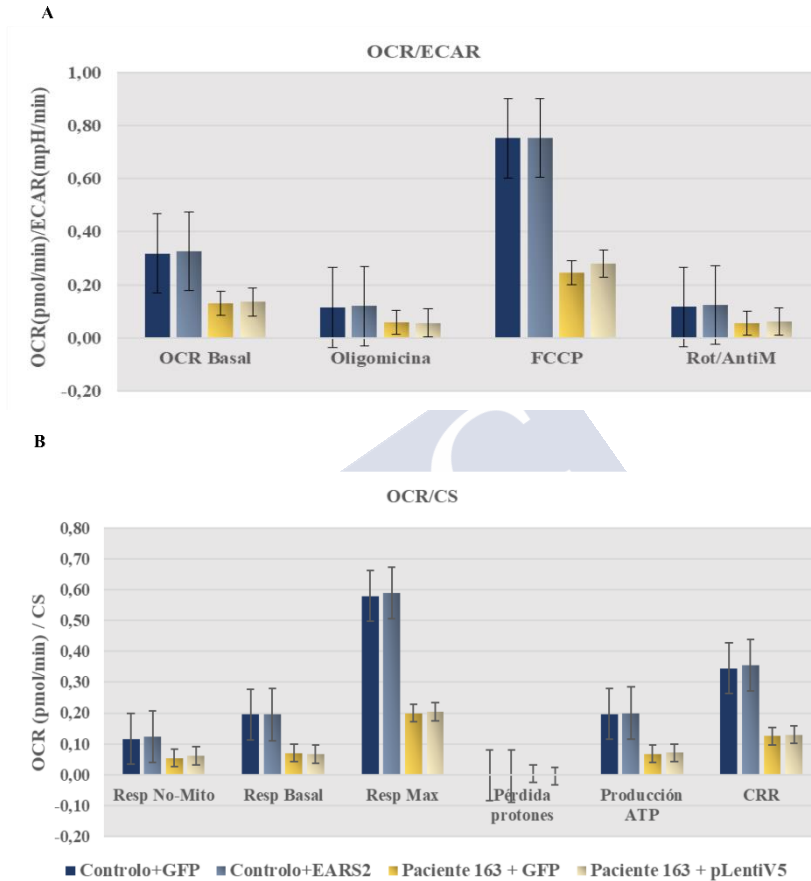 A
OCR/ECAR
OCR(pmol/min)/ECAR(mpH/min)
1,00
0,80
0,60
0,40
0,20
0,00
-0,20
OCR Basal
Oligomicina
FCCP
Rot/AntiM
B
OCR/CS
OCR (pmol/min) / CS
0,80
0,70
0,60
0,50
0,40
0,30
0,20
0,10
0,00
-0,10
-0,20
Resp No-Mito
Resp Basal
Resp Max
Pérdida
protones
Producción
ATP
CRR
Controlo+GFP
Controlo+EARS2
Paciente 163 + GFP
Paciente 163 + pLentiV5